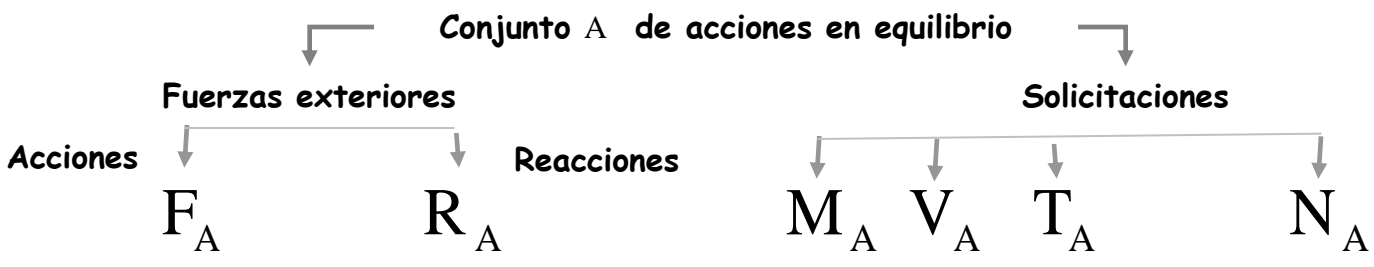 Conjunto A de acciones en equilibrio
Fuerzas exteriores Solicitaciones
Acciones Reacciones
F_A R_A M_A V_A T_A N_A